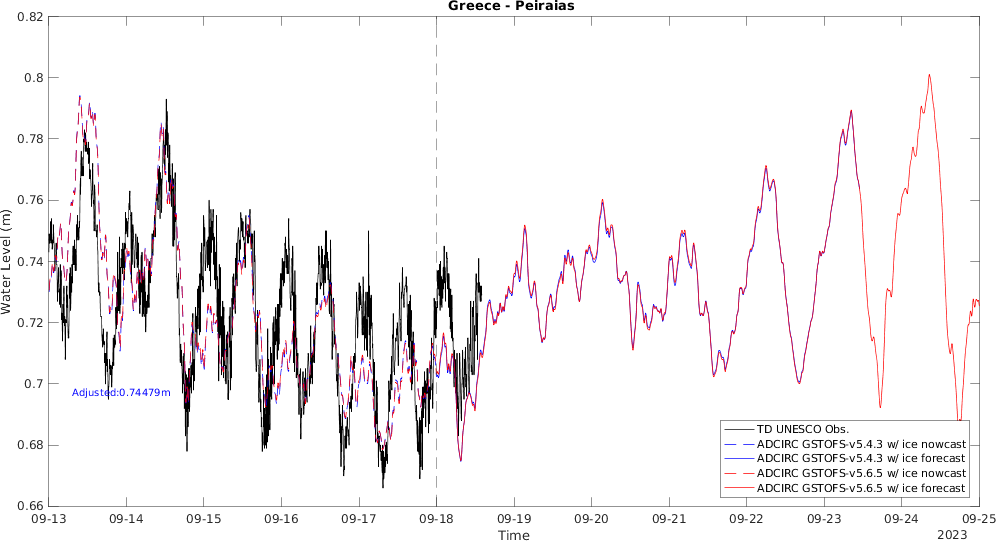 Greece - Peiraias
0.82
0.8
0.78
0.76
0.74
0.72
0.7
0.68
0.66
Water Level (m)
Adjusted:0.74479m
TD UNESCO Obs.
ADCIRC GSTOFS-v5.4.3 w/ ice nowcast
ADCIRC GSTOFS-v5.4.3 w/ ice forecast
ADCIRC GSTOFS-v5.6.5 w/ ice nowcast
ADCIRC GSTOFS-v5.6.5 w/ ice forecast
09-13 09-14 09-15 09-16 09-17 09-18 09-19 09-20 09-21 09-22 09-23 09-24 09-25
Time
2023